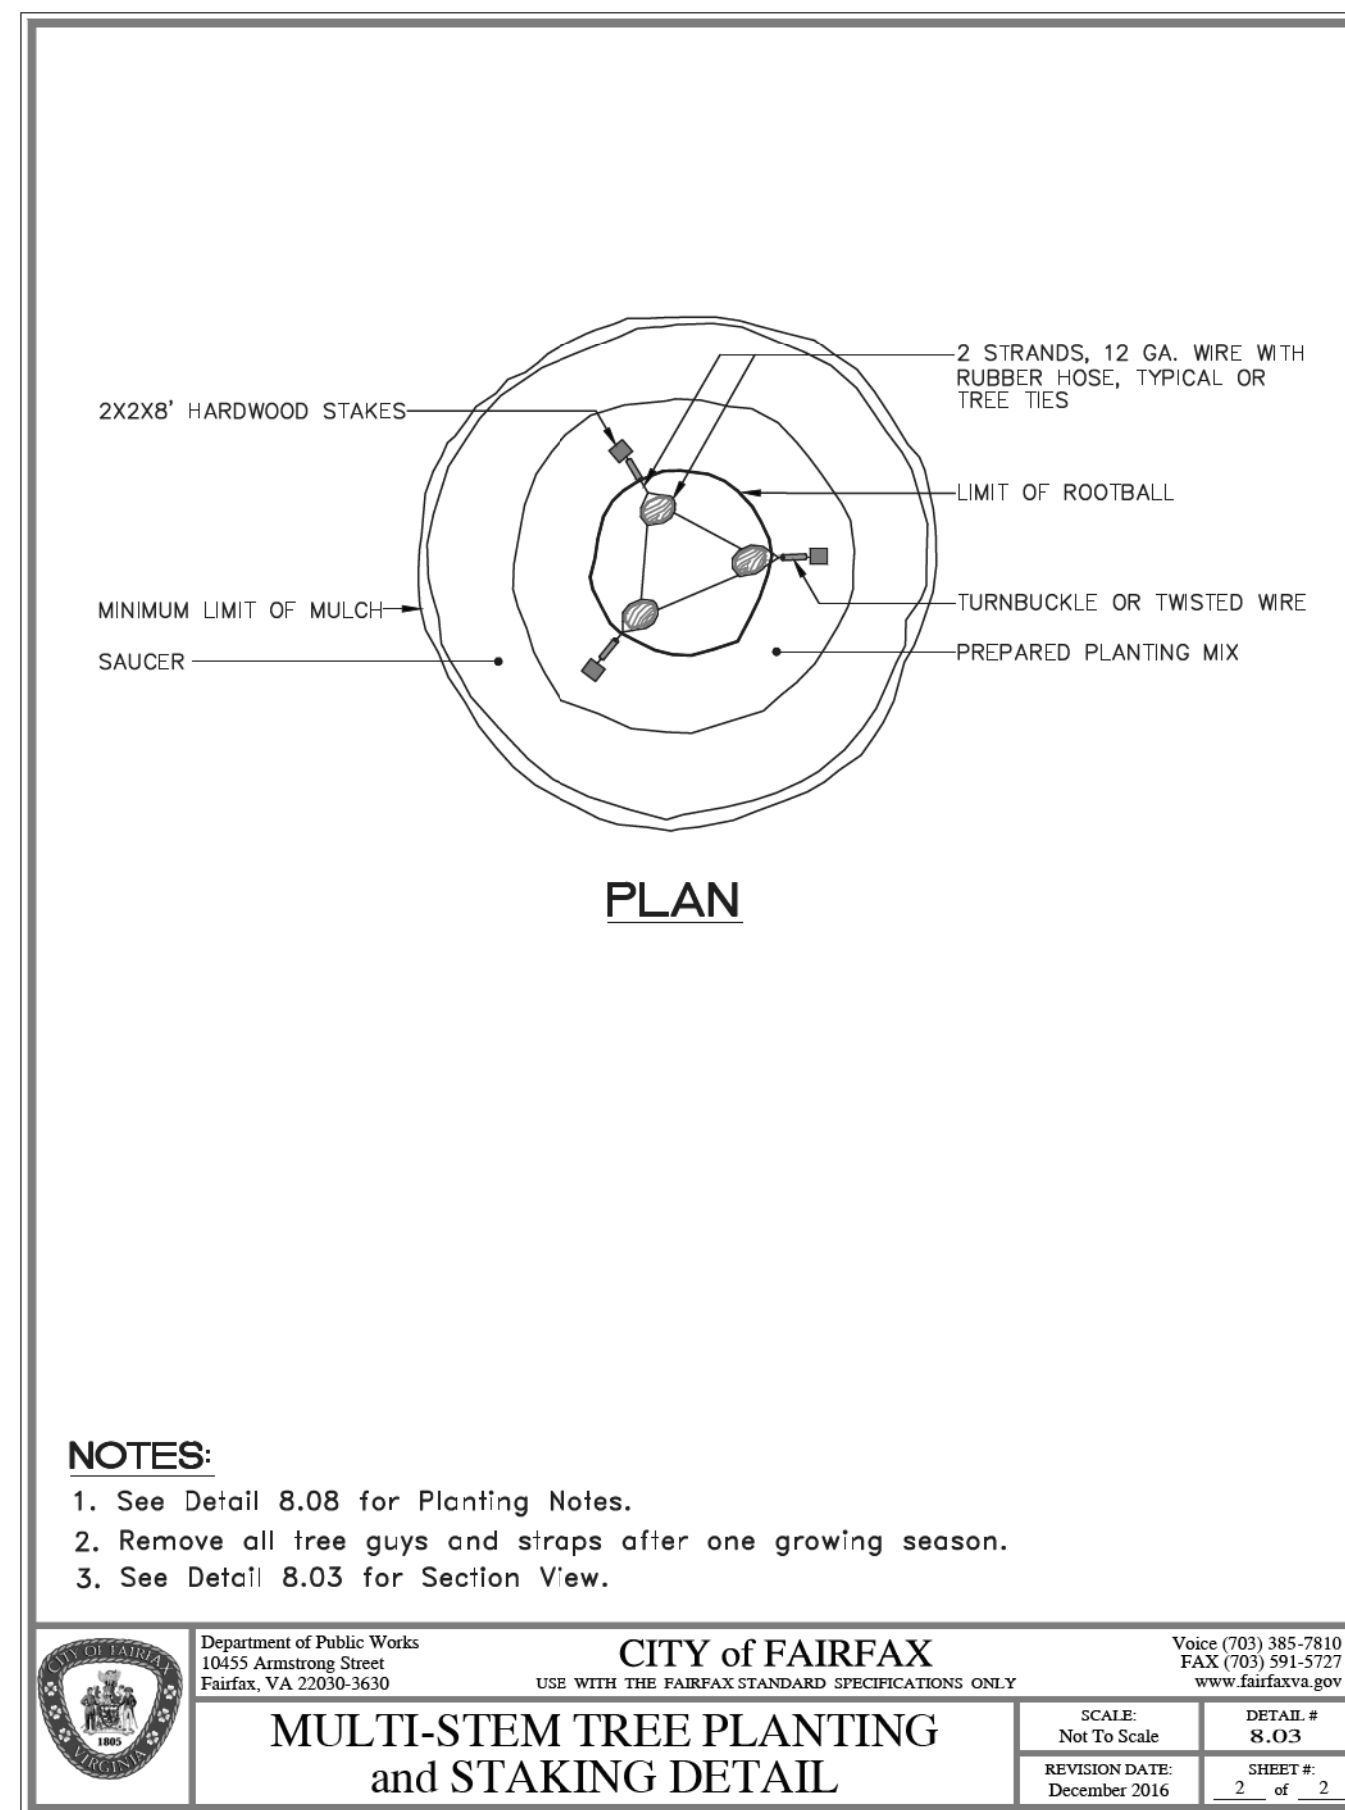 2 STRANDS, 12 GA. WIRE WITH
RUBBER HOSE, TYPICAL OR
TREE TIES
2X2X8' HARDWOOD STAKES
LIMIT OF ROOTBALL
MINIMUM LIMIT OF MULCH
TURNBUCKLE OR TWISTED WIRE
SAUCER
PREPARED PLANTING MIX
PLAN
NOTES:
1. See Detail 8.08 for Planting Notes.
2. Remove all tree guys and straps after one growing season.
3. See Detail 8.03 for Section View.
CITY OF FAIRFAX
1805
VIRGINIA
Department of Public Works
10455 Armstrong Street
Fairfax, VA 22030-3630
CITY of FAIRFAX
USE WITH THE FAIRFAX STANDARD SPECIFICATIONS ONLY
Voice (703) 385-7810
FAX (703) 591-5727
www.fairfaxva.gov
MULTI-STEM TREE PLANTING
and STAKING DETAIL
SCALE:
Not To Scale
DETAIL #
8.03
REVISION DATE:
December 2016
SHEET #:
2 of 2